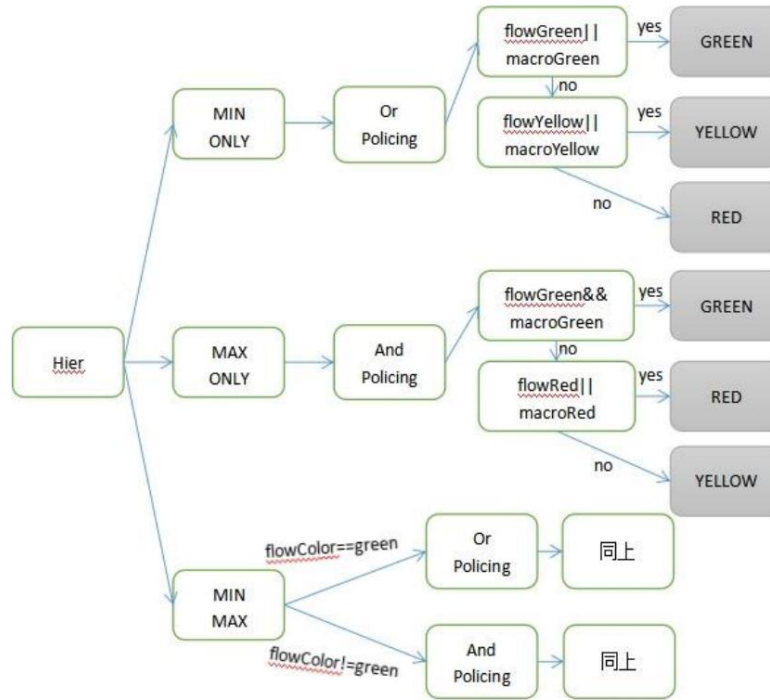 Hier
MIN
ONLY
Or
Policing
flowGreen||
macroGreen
yes
GREEN
no
flowYellow||
macroYellow
yes
YELLOW
no
RED
MAX
ONLY
And
Policing
flowGreen&&
macroGreen
yes
GREEN
no
flowRed||
macroRed
yes
RED
no
YELLOW
MIN
MAX
flowColor==green
Or
Policing
同上
flowColor!=green
And
Policing
同上